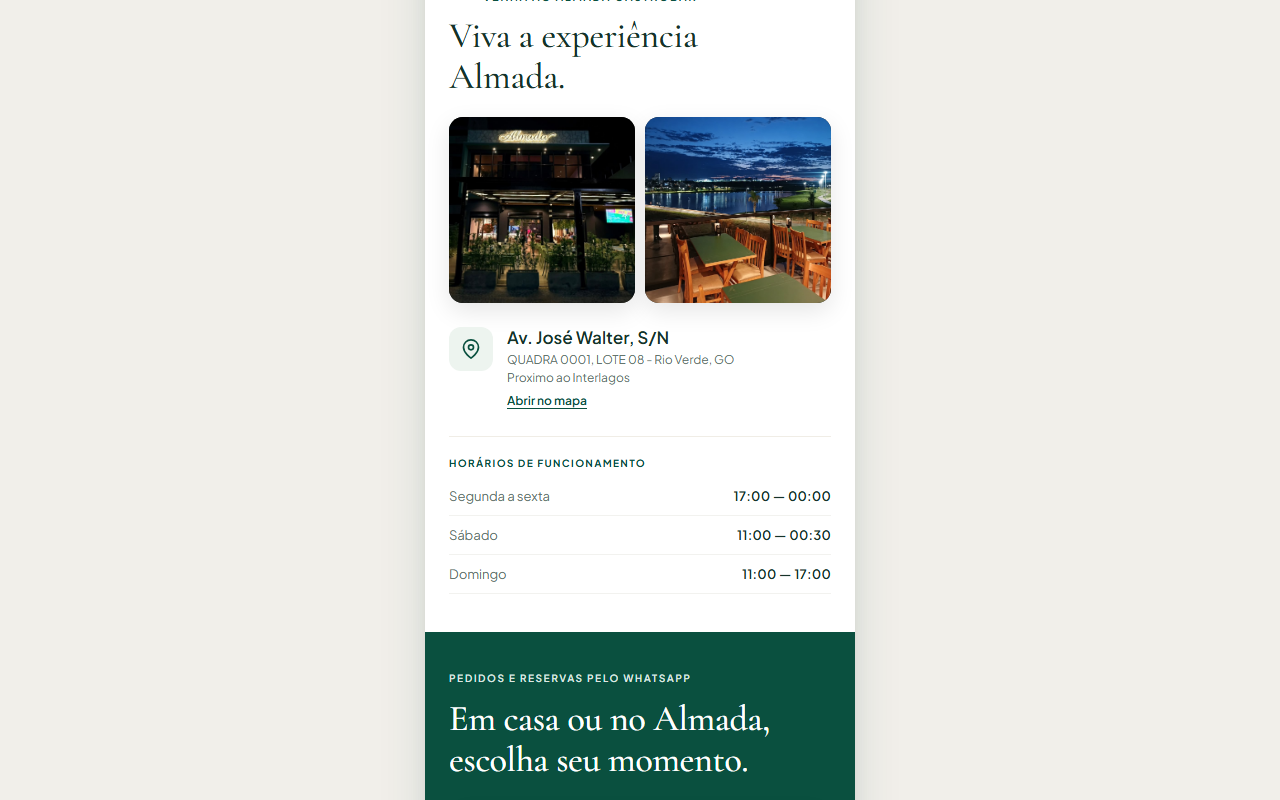 Viva a experiência
Almada.
Almada
Av. José Walter, S/N
QUADRA 0001, LOTE 08 - Rio Verde, GO
Proximo ao Interlagos
Abrir no mapa
HORÁRIOS DE FUNCIONAMENTO
Segunda a sexta
17:00 — 00:00
Sábado
11:00 — 00:30
Domingo
11:00 — 17:00
PEDIDOS E RESERVAS PELO WHATSAPP
Em casa ou no Almada,
escolha seu momento.